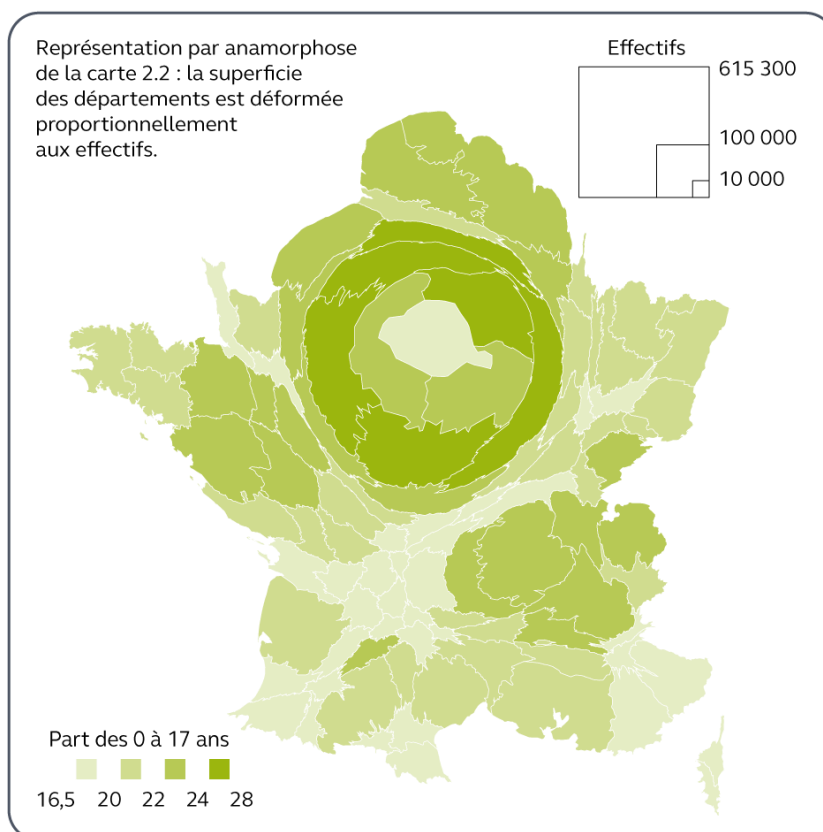 Représentation par anamorphose
de la carte 2.2 : la superficie
des départements est déformée
proportionnellement
aux effectifs.
Effectifs
615 300
100 000
10 000
Part des 0 à 17 ans
16,5 20 22 24 28